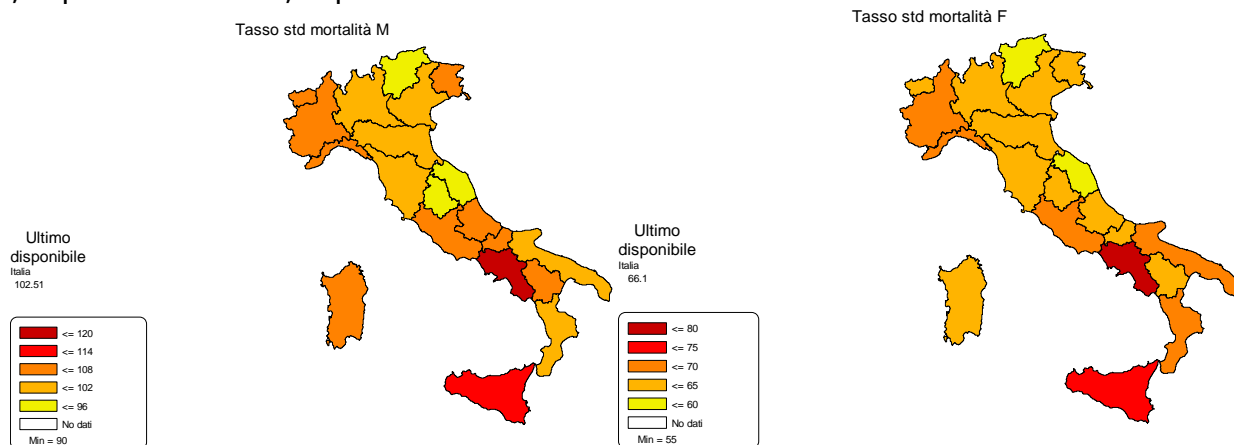 Tasso std mortalità M
Ultimo
disponibile
Italia
102.51
<= 120
<= 114
<= 108
<= 102
<= 96
No dati
Min = 90
Tasso std mortalità F
Ultimo
disponibile
Italia
66.1
<= 80
<= 75
<= 70
<= 65
<= 60
No dati
Min = 55